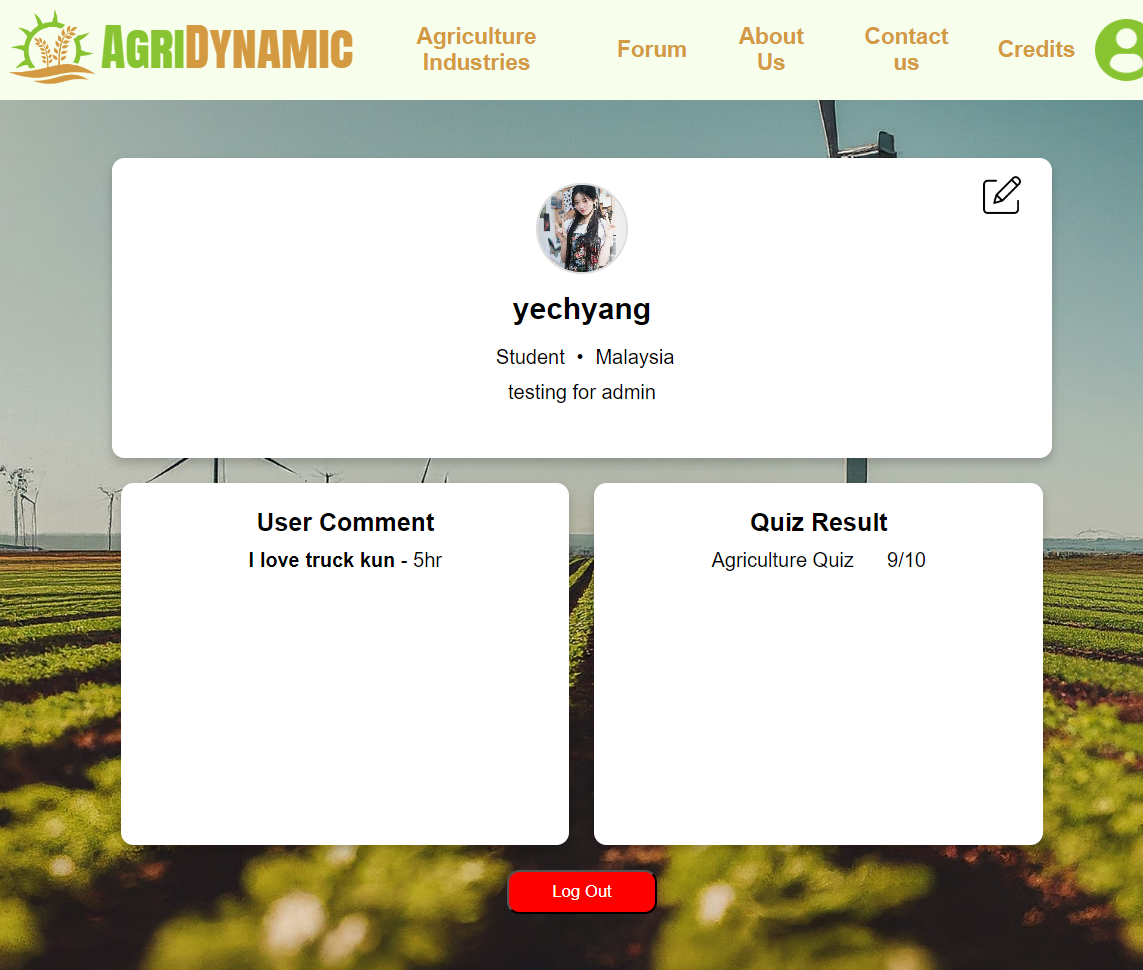 AGRIDYNAMIC
Agriculture
Industries
Forum
About
Us
Contact
us
Credits
yechyang
Student • Malaysia
testing for admin
User Comment
I love truck kun - 5hr
Quiz Result
Agriculture Quiz 9/10
Log Out